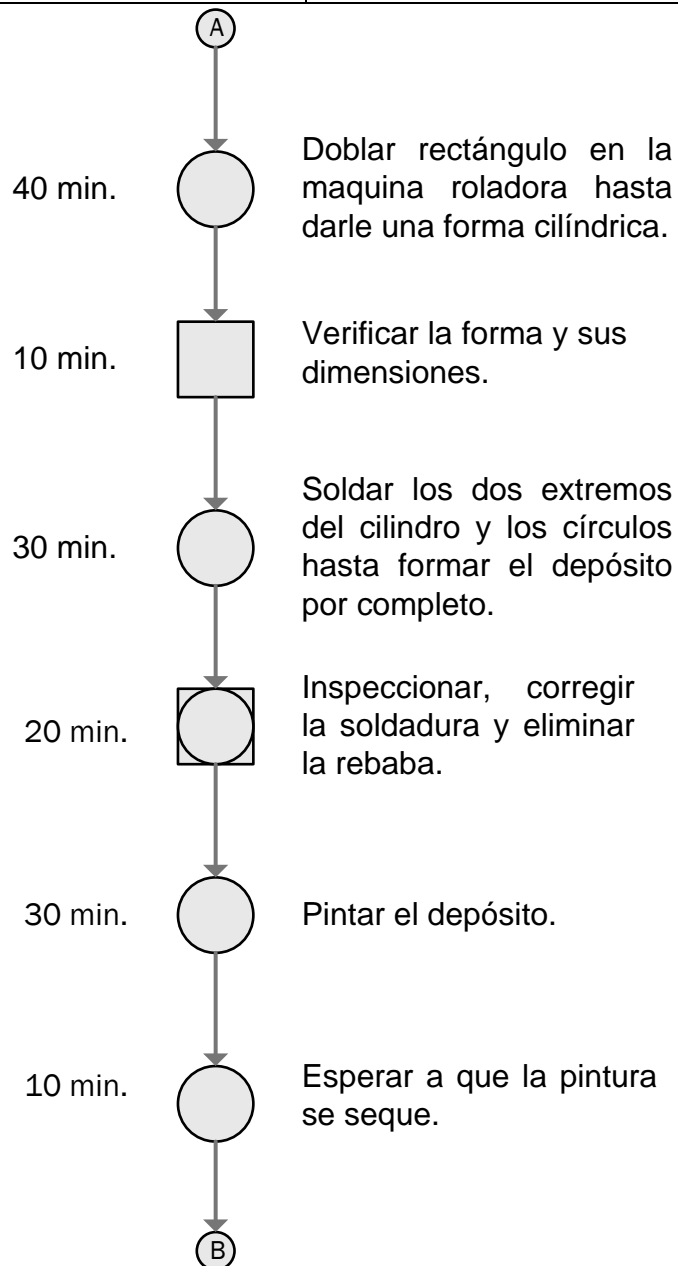 A
40 min.
Doblar rectángulo en la
maquina roladora hasta
darle una forma cilíndrica.
10 min.
Verificar la forma y sus
dimensiones.
30 min.
Soldar los dos extremos
del cilindro y los círculos
hasta formar el depósito
por completo.
20 min.
Inspeccionar, corregir
la soldadura y eliminar
la rebaba.
30 min.
Pintar el depósito.
10 min.
Esperar a que la pintura
se seque.
B